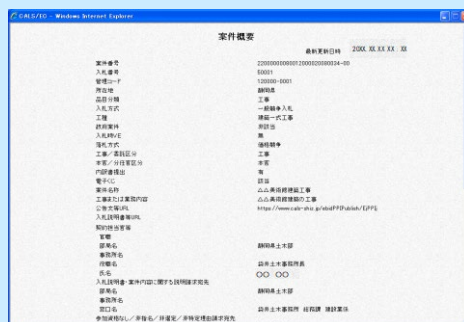 CALS/EC - Windows Internet Explorer
案件概要
最新更新日時 20XX. XX.XX XX : XX
案件番号 22000000080012000020080034-00
入札番号 50001
管理コード 120000-0001
所在地 静岡県
品目分類 工事
入札方式 一般競争入札
工種 建築一式工事
政府案件 非該当
入札時VE 無
落札方式 価格競争
工事/委託区分 工事
本官/分任官区分 本官
内訳書提出 有
電子くじ 該当
案件名称 △△美術館建築工事
工事または業務内容 △△美術館建築の工事
公告文等URL
入札説明書等URL
契約担当官等
官職
部局名 静岡県土木部
事務所名
役職名 袋井土木事務所長
氏名 ○○ ○○
入札説明書・案件内容に関する説明請求宛先
部局名 静岡県土木部
事務所名
窓口名 袋井土木事務所 総務課 建設業係
参加資格なし/非指名/非選定/非特定理由請求宛先